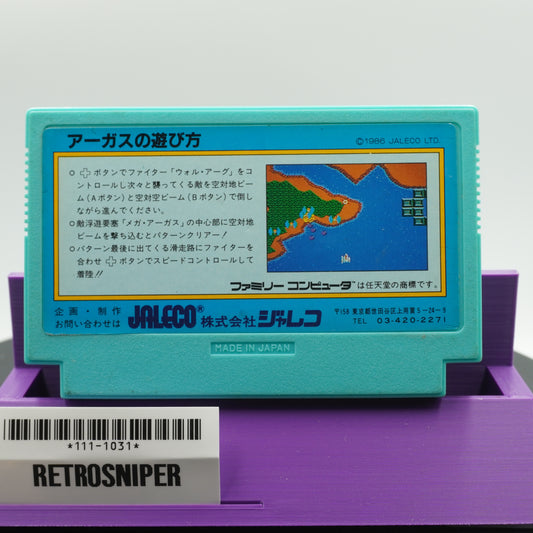 アーガスの遊び方
©1986 JALECO LTD.
○✚ボタンでファイター「ウォル・アーグ」をコ
ントロールし次々と襲ってくる敵を空対地ビー
ム(Aボタン)と空対空ビーム(Bボタン)で倒
しながら進んでください。
○敵浮遊要塞「メガ・アーガス」の中心部に空対地
ビームを撃ち込むとパターンクリアー!
○パターン最後に出てくる滑走路にファイターを
合わせ✚ボタンでスピードコントロールして
着陸!!
ファミリー コンピュータは任天堂の商標です。
企画・制作
お問い合わせは
JALECO® 株式会社ジャレコ
〒158 東京都世田谷区上用賀5-24-9
TEL 03-420-2271
MADE IN JAPAN
*111-1031*
RETROSNIPER